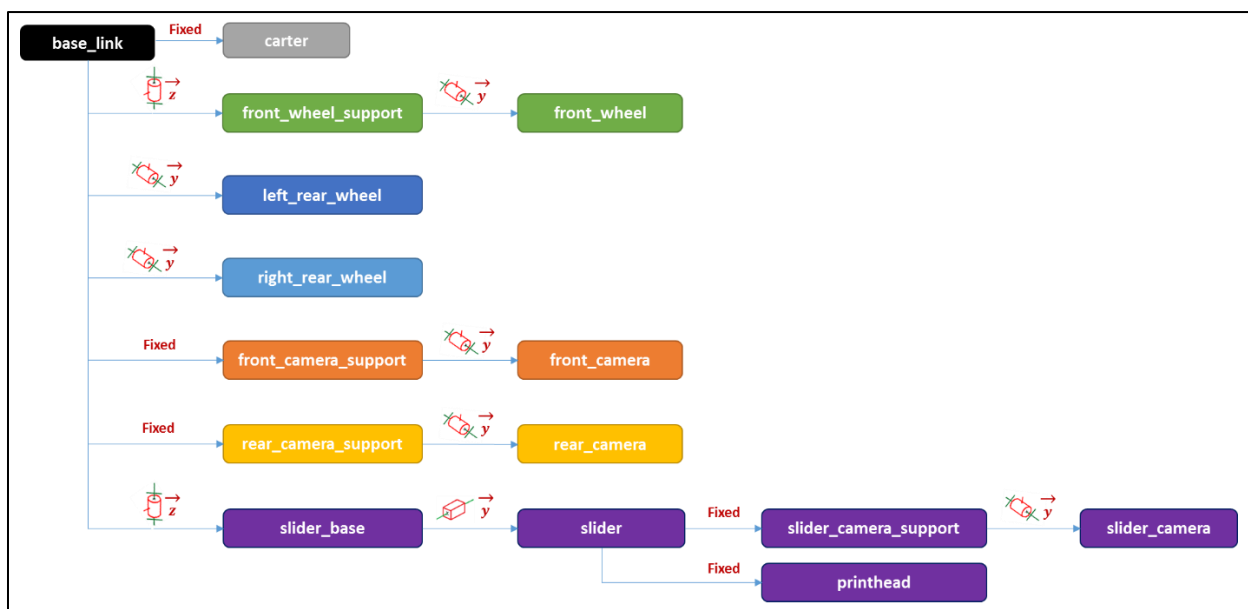 base_link Fixed carter
z front_wheel_support y front_wheel
y left_rear_wheel
y right_rear_wheel
Fixed front_camera_support y front_camera
Fixed rear_camera_support y rear_camera
z slider_base y slider Fixed slider_camera_support y slider_camera
Fixed printhead